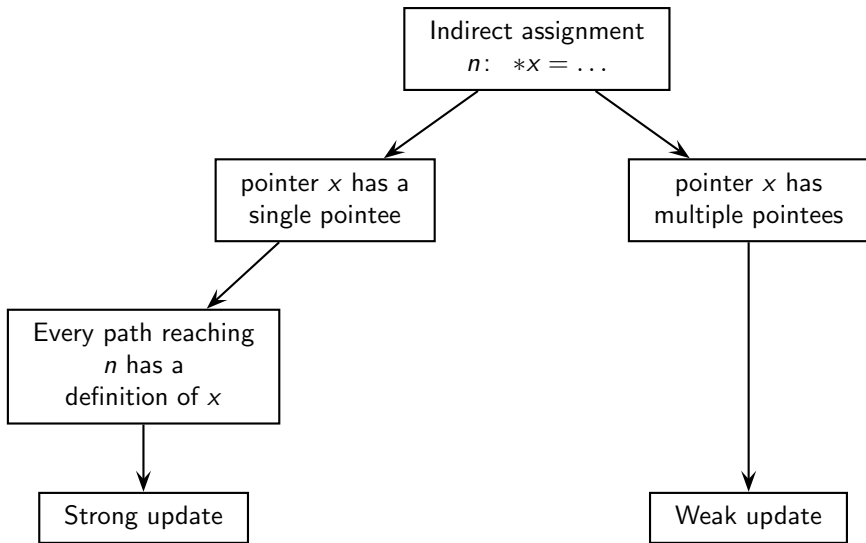 Indirect assignment
n: *x = ...
pointer x has a
single pointee
pointer x has
multiple pointees
Every path reaching
n has a
definition of x
Strong update
Weak update